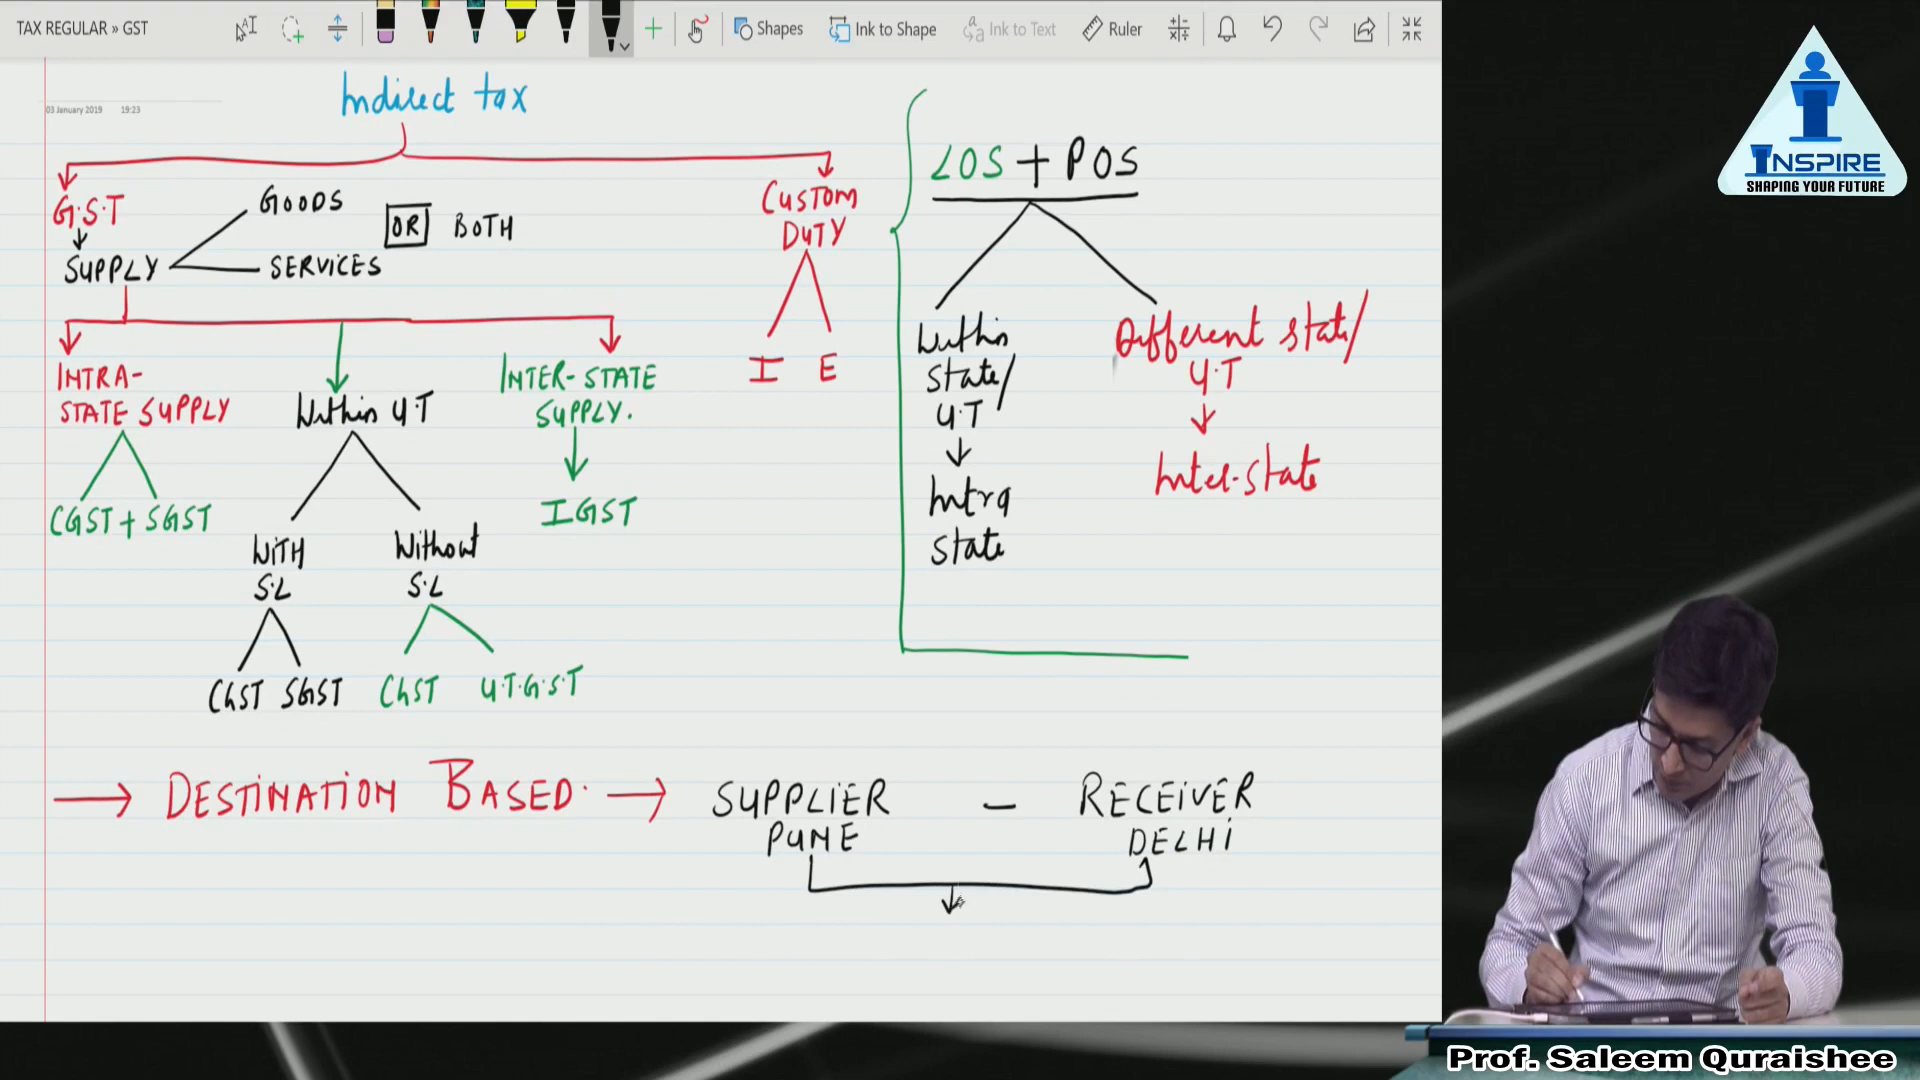 TAX REGULAR » GST
Shapes
Ink to Shape
Ink to Text
Ruler
03 January 2019 19:23
Indirect tax
G.S.T
SUPPLY
GOODS
SERVICES
OR BOTH
CUSTOM
DUTY
I E
INTRA-
STATE SUPPLY
CGST + SGST
Within U.T
WITH
S.L
CGST SGST
Without
S.L
CGST U.T.G.S.T
INTER-STATE
SUPPLY.
IGST
LOS + POS
Within
State/
U.T
Intra
State
Different State/
U.T
Inter-State
DESTINATION BASED.
SUPPLIER – RECEIVER
PUNE DELHI
INSPIRE
SHAPING YOUR FUTURE
Prof. Saleem Quraishee